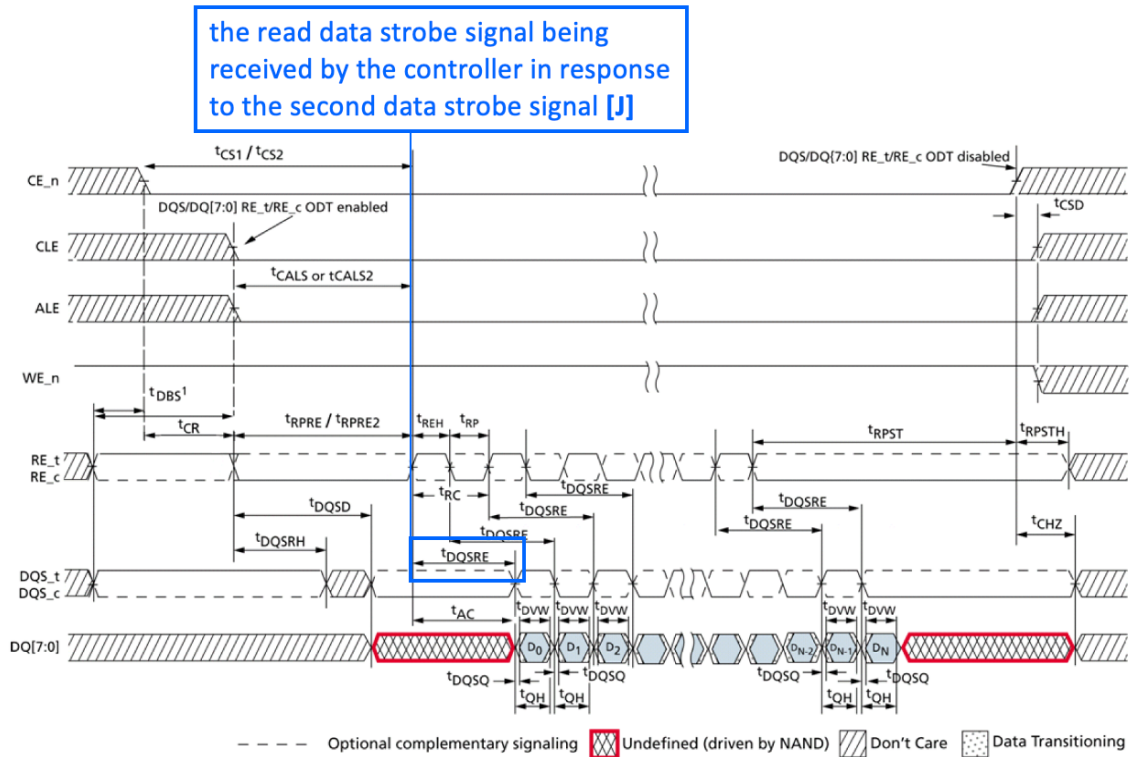 the read data strobe signal being
received by the controller in response
to the second data strobe signal [J]
tCS1 / tCS2
DQS/DQ[7:0] RE_t/RE_c ODT disabled
CE_n
DQS/DQ[7:0] RE_t/RE_c ODT enabled
tCSD
CLE
tCALS or tCALS2
ALE
WE_n
tDBS1
tCR
tRPRE / tRPRE2
tREH
tRP
tRPST
tRPSTH
RE_t
RE_c
tRC
tDQSRE
tDQSRE
tDQSRE
tDQSRE
tDQSRE
tDQSRE
tDQSD
tDQSRH
tCHZ
DQS_t
DQS_c
tAC
tDVW
tDVW
tDVW
tDVW
tDVW
DQ[7:0]
D0
D1
D2
DN-2
DN-1
DN
tDQSQ
tDQSQ
tDQSQ
tDQSQ
tQH
tQH
tQH
tQH
Optional complementary signaling
Undefined (driven by NAND)
Don't Care
Data Transitioning